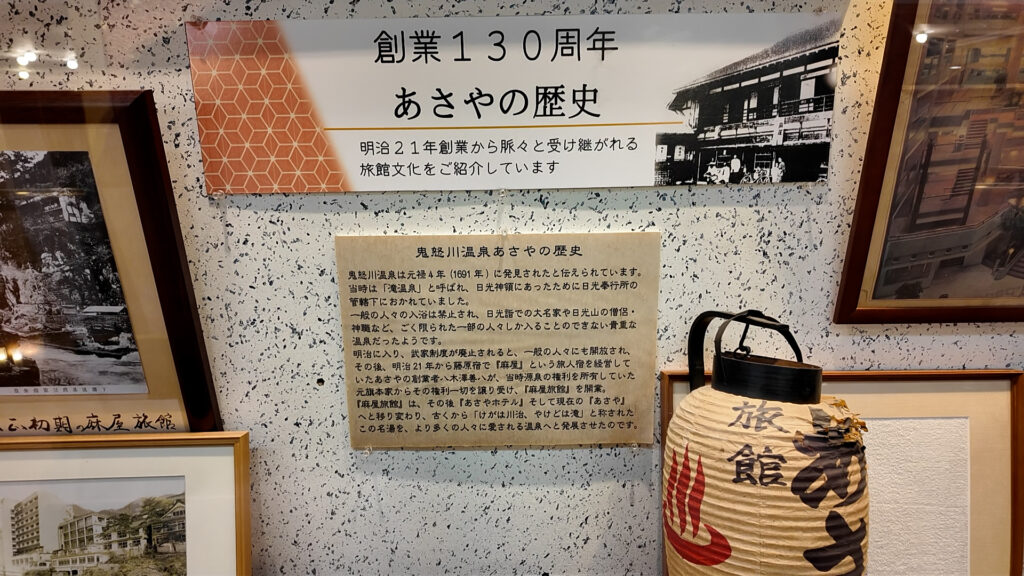 創業１３０周年
あさやの歴史
明治２１年創業から脈々と受け継がれる
旅館文化をご紹介しています
鬼怒川温泉あさやの歴史
鬼怒川温泉は元禄４年(1691年)に発見されたと伝えられています。
当時は「滝温泉」と呼ばれ、日光神領にあったために日光奉行所の
管轄下におかれていました。
一般の人々の入浴は禁止され、日光詣での大名家や日光山の僧侶・
神職など、ごく限られた一部の人々しか入ることのできない貴重な
温泉だったようです。
明治に入り、武家制度が廃止されると、一般の人々にも開放され、
その後、明治21年から藤原宿で『麻屋』という旅人宿を経営して
いたあさやの創業者八木澤善八が、当時源泉の権利を所有していた
元旗本家からその権利一切を譲り受け、『麻屋旅館』を開業。
『麻屋旅館』は、その後『あさやホテル』そして現在の『あさや』
へと移り変わり、古くから「けがは川治、やけどは滝」と称された
この名湯を、より多くの人々に愛される温泉へと発展させたのです。
初期の麻屋旅館
旅館
あさ